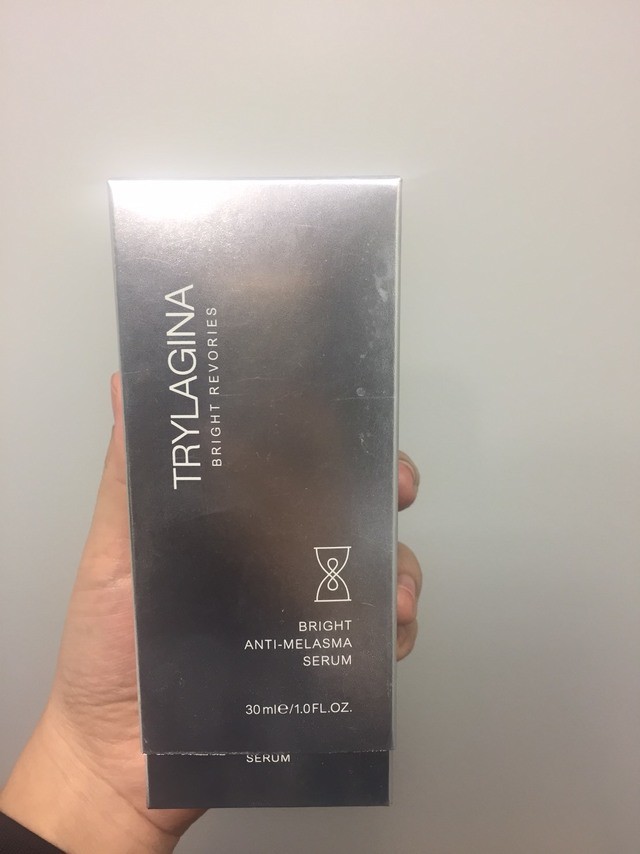 TRYLAGINA
BRIGHT REVORIES
BRIGHT
ANTI-MELASMA
SERUM
30ml℮/1.0FL.OZ.
SERUM